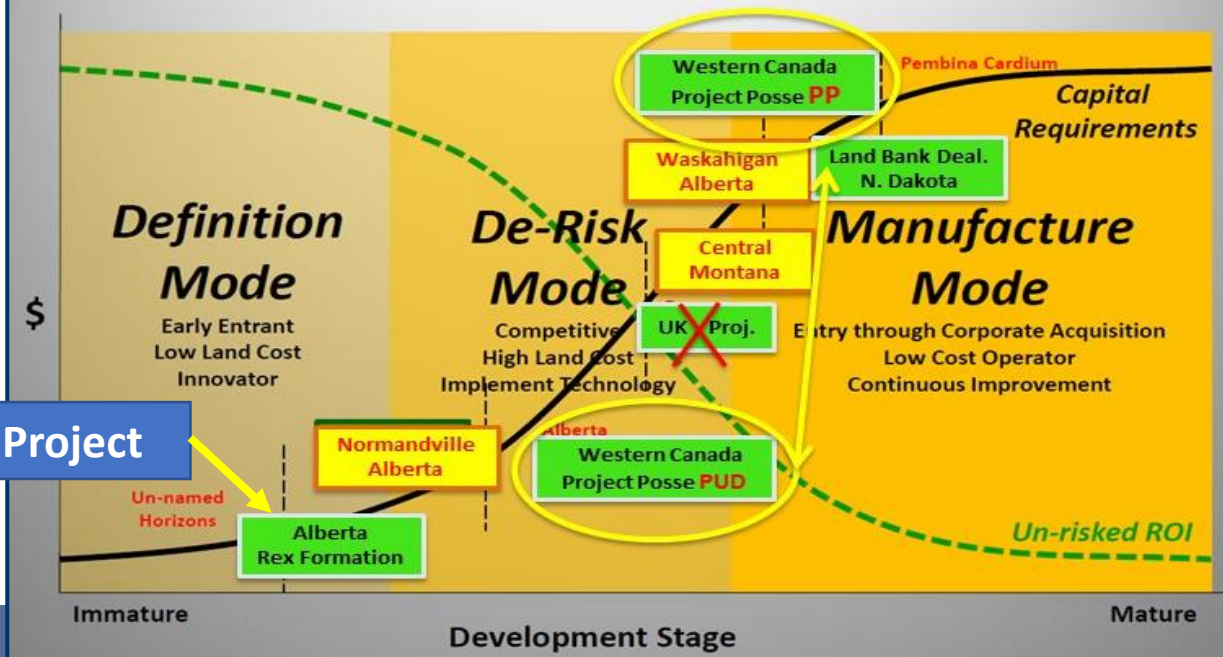 Western Canada
Project Posse PP
Pembina Cardium
Capital
Requirements
Waskahigan
Alberta
Land Bank Deal.
N. Dakota
Definition
Mode
Early Entrant
Low Land Cost
Innovator
De-Risk
Mode
Competitive
High Land Cost
Implement Technology
Central
Montana
UK Proj.
Manufacture
Mode
Entry through Corporate Acquisition
Low Cost Operator
Continuous Improvement
$
Project
Normandville
Alberta
Alberta
Western Canada
Project Posse PUD
Un-named
Horizons
Alberta
Rex Formation
Un-risked ROI
Immature
Mature
Development Stage